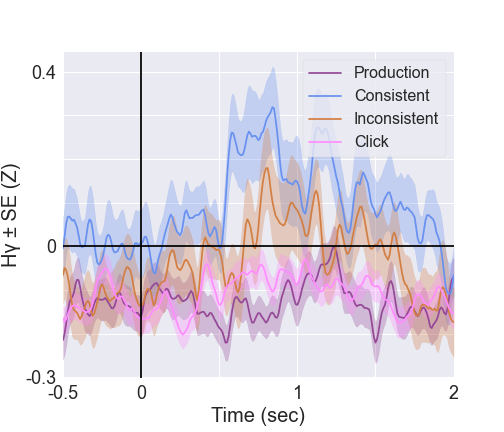 Hγ ± SE (Z)
0.4
0
-0.3
Production
Consistent
Inconsistent
Click
-0.5
0
1
2
Time (sec)